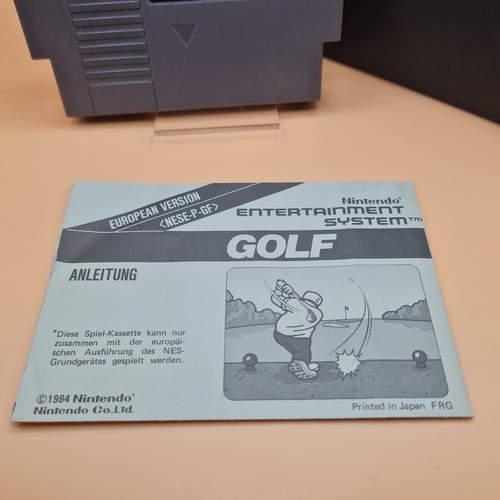 EUROPEAN VERSION
<NESE-P-GF>
Nintendo®
ENTERTAINMENT
SYSTEM™
GOLF
ANLEITUNG
*Diese Spiel-Kassette kann nur
zusammen mit der europäi-
schen Ausführung des NES-
Grundgerätes gespielt werden.
©1984 Nintendo®
Nintendo Co.,Ltd.
Printed in Japan FRG